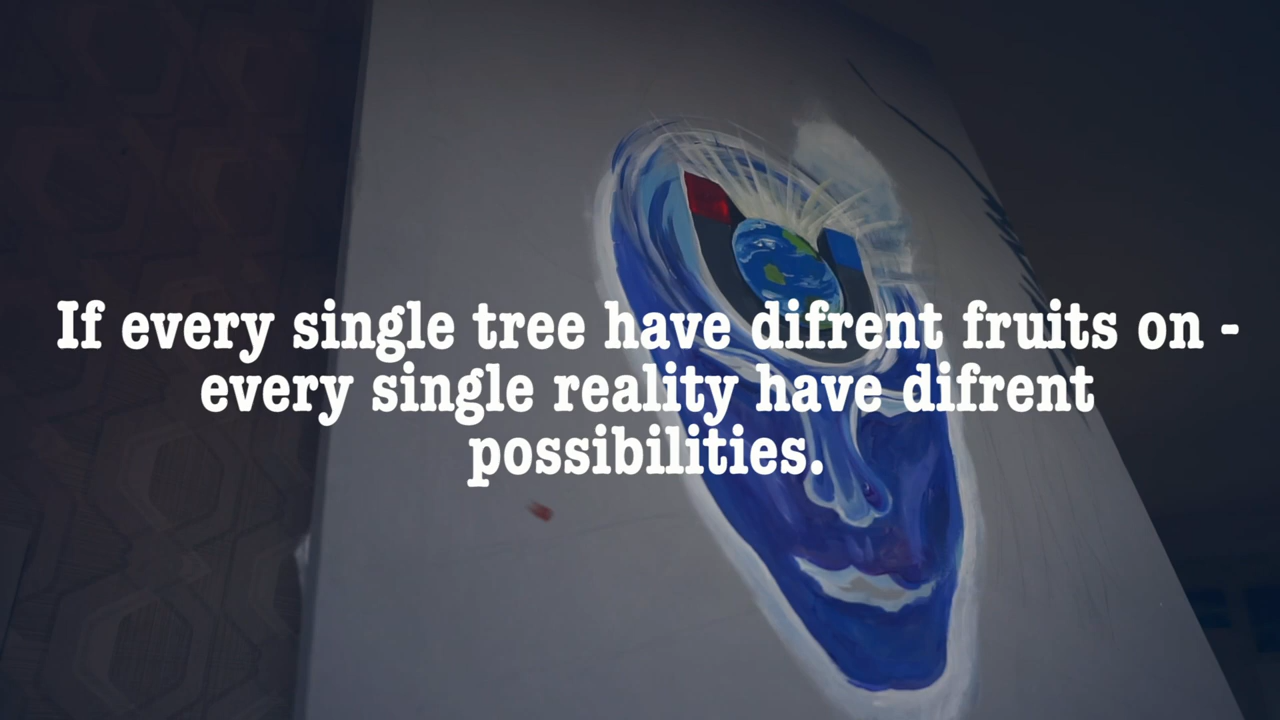 If every single tree have difrent fruits on -
every single reality have difrent
possibilities.